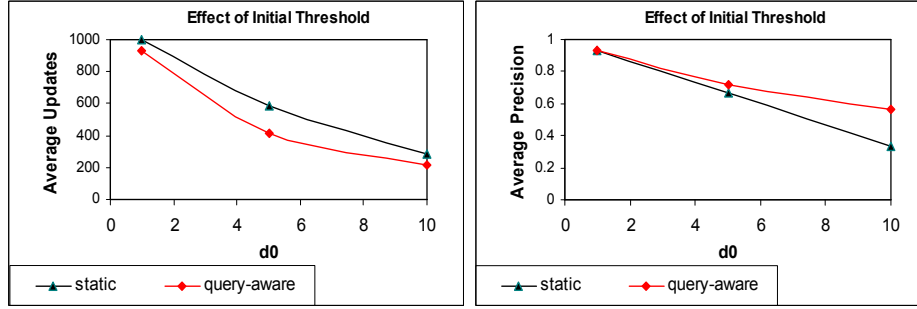 Effect of Initial Threshold
1000
800
600
400
200
0
Average Updates
0 2 4 6 8 10
d0
static query-aware
Effect of Initial Threshold
1
0.8
0.6
0.4
0.2
0
Average Precision
0 2 4 6 8 10
d0
static query-aware